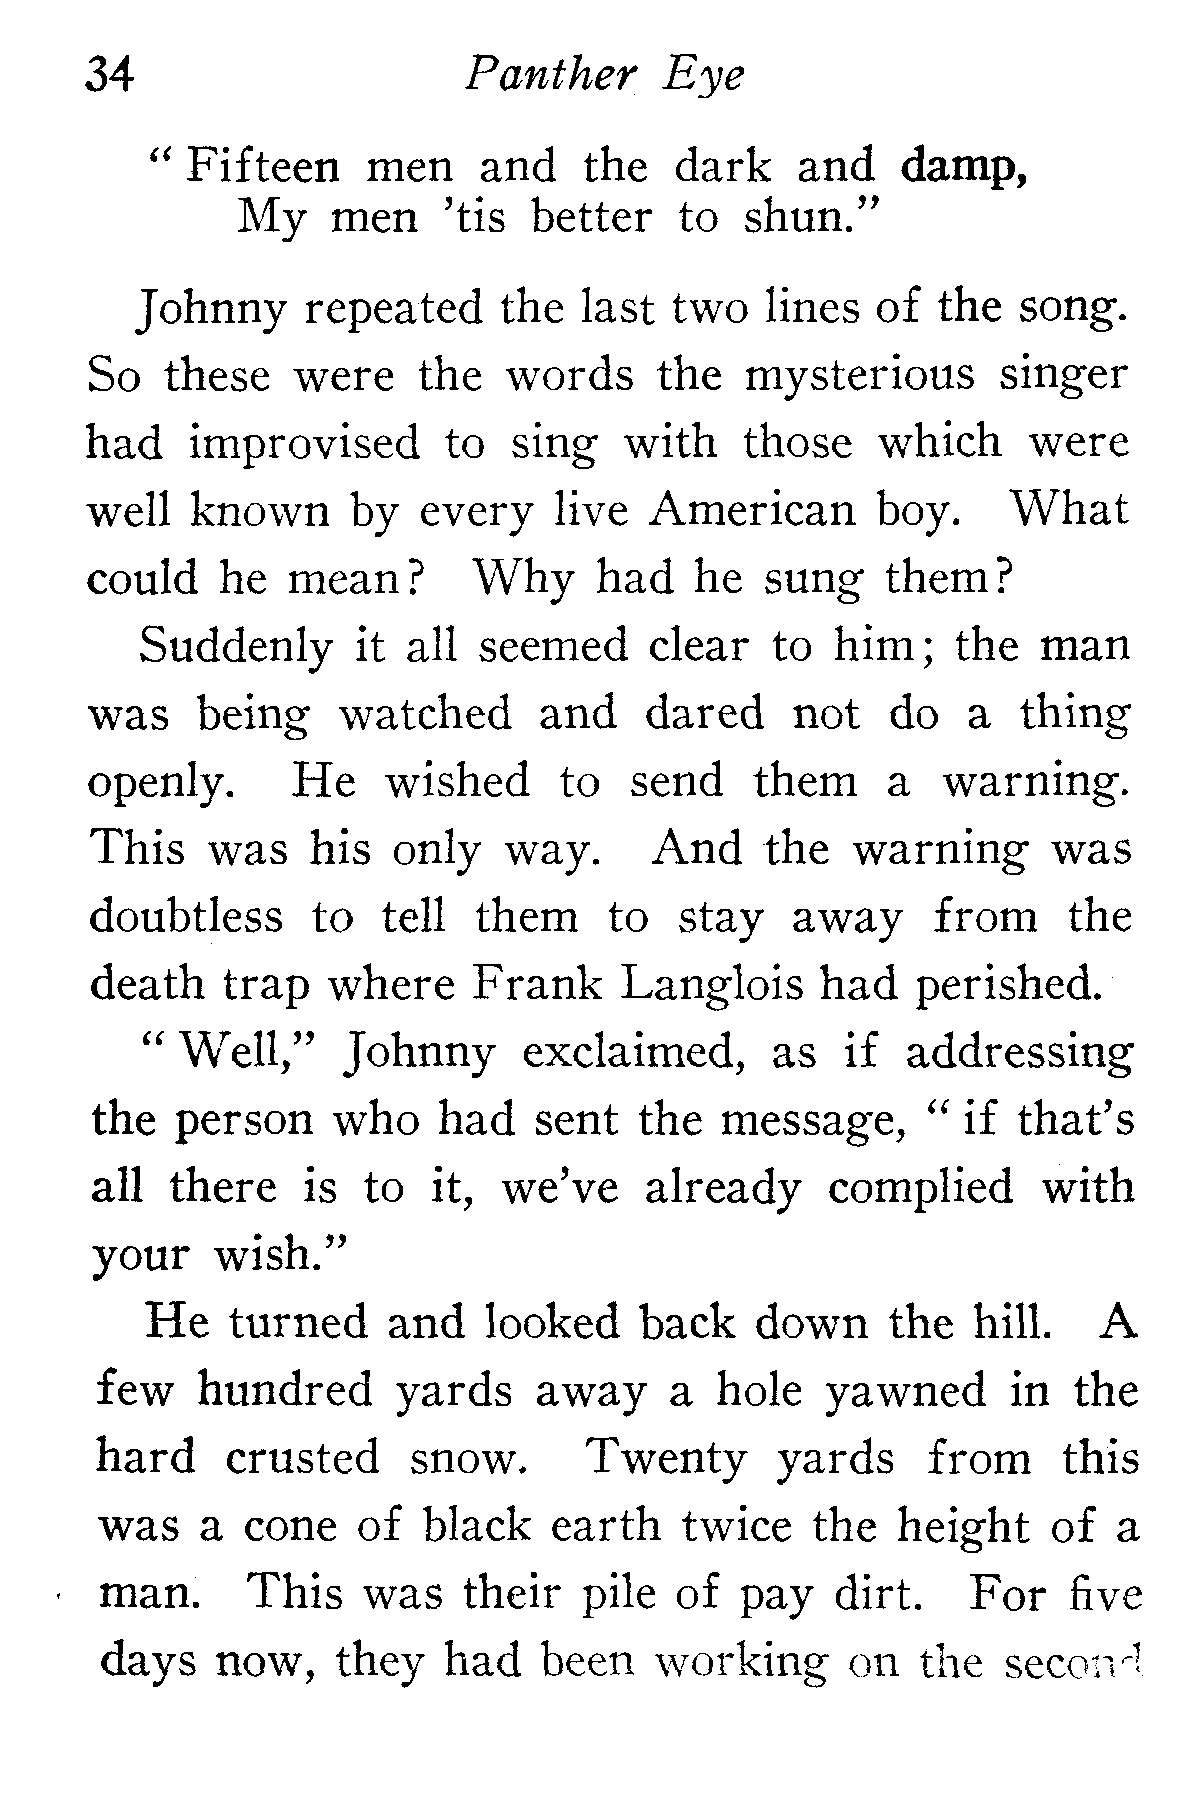 34 Panther Eye
“ Fifteen men and the dark and damp,
My men ’tis better to shun.”
Johnny repeated the last two lines of the song.
So these were the words the mysterious singer
had improvised to sing with those which were
well known by every live American boy. What
could he mean? Why had he sung them?
Suddenly it all seemed clear to him; the man
was being watched and dared not do a thing
openly. He wished to send them a warning.
This was his only way. And the warning was
doubtless to tell them to stay away from the
death trap where Frank Langlois had perished.
“ Well,” Johnny exclaimed, as if addressing
the person who had sent the message, “ if that’s
all there is to it, we’ve already complied with
your wish.”
He turned and looked back down the hill. A
few hundred yards away a hole yawned in the
hard crusted snow. Twenty yards from this
was a cone of black earth twice the height of a
man. This was their pile of pay dirt. For five
days now, they had been working on the second